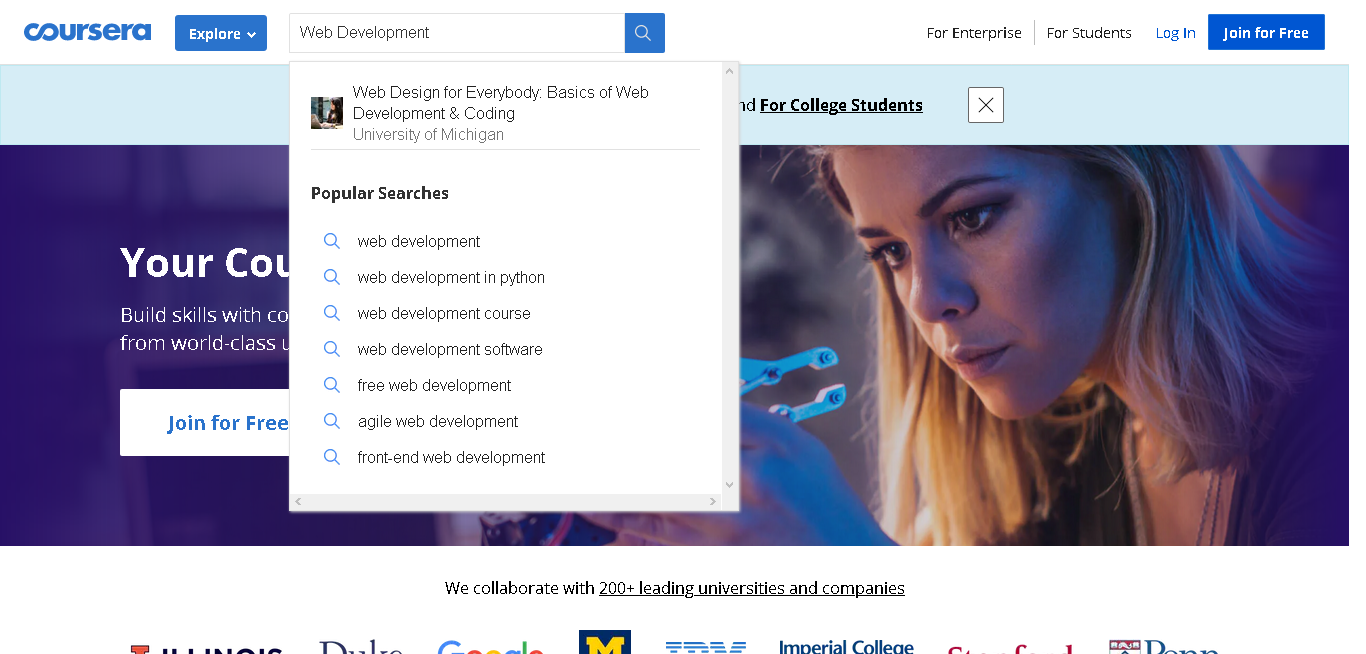 coursera
Explore
Web Development
For Enterprise
For Students
Log In
Join for Free
Web Design for Everybody: Basics of Web
Development & Coding
University of Michigan
For College Students
Popular Searches
web development
web development in python
web development course
web development software
free web development
agile web development
front-end web development
Your
Build skills with
from world-class
Join for Free
We collaborate with 200+ leading universities and companies
ILLINOIS
Duke
Google
M
IBM
Imperial College
Stanford
Penn